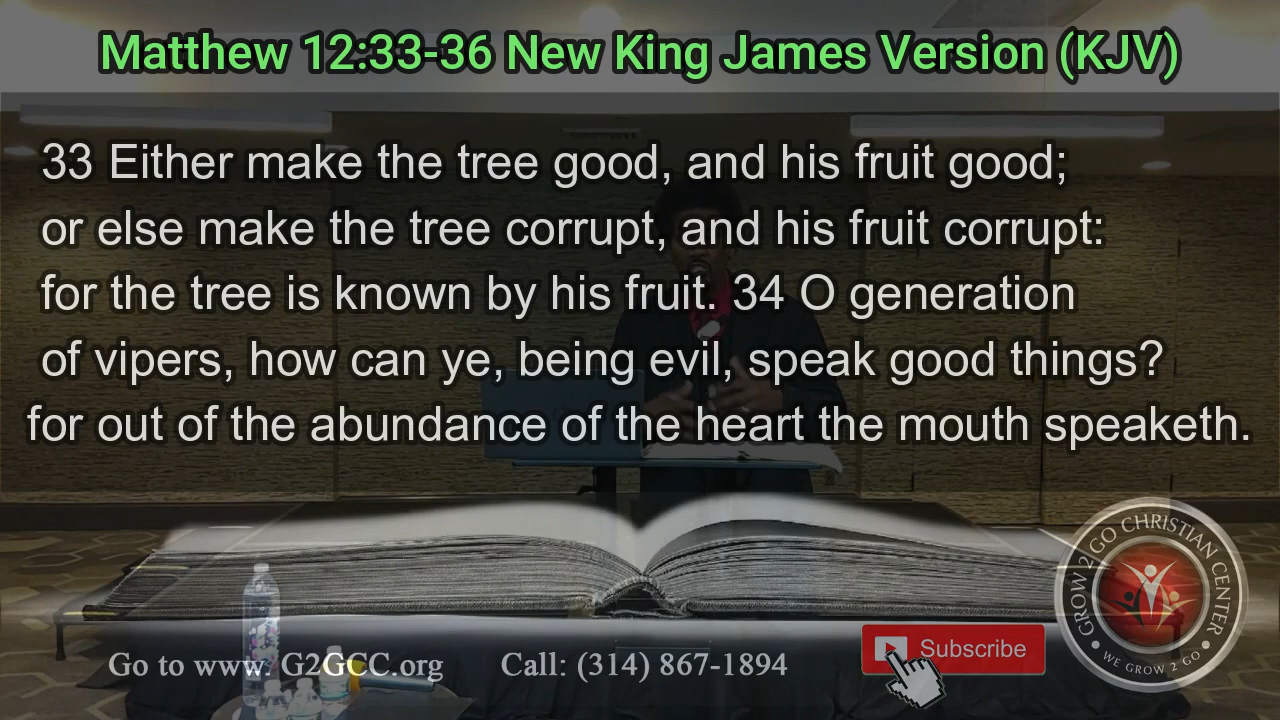 Matthew 12:33-36 New King James Version (KJV)
33 Either make the tree good, and his fruit good;
or else make the tree corrupt, and his fruit corrupt:
for the tree is known by his fruit. 34 O generation
of vipers, how can ye, being evil, speak good things?
for out of the abundance of the heart the mouth speaketh.
GROW 2 GO CHRISTIAN CENTER
• WE GROW 2 GO •
Go to www. G2GCC.org Call: (314) 867-1894 Subscribe